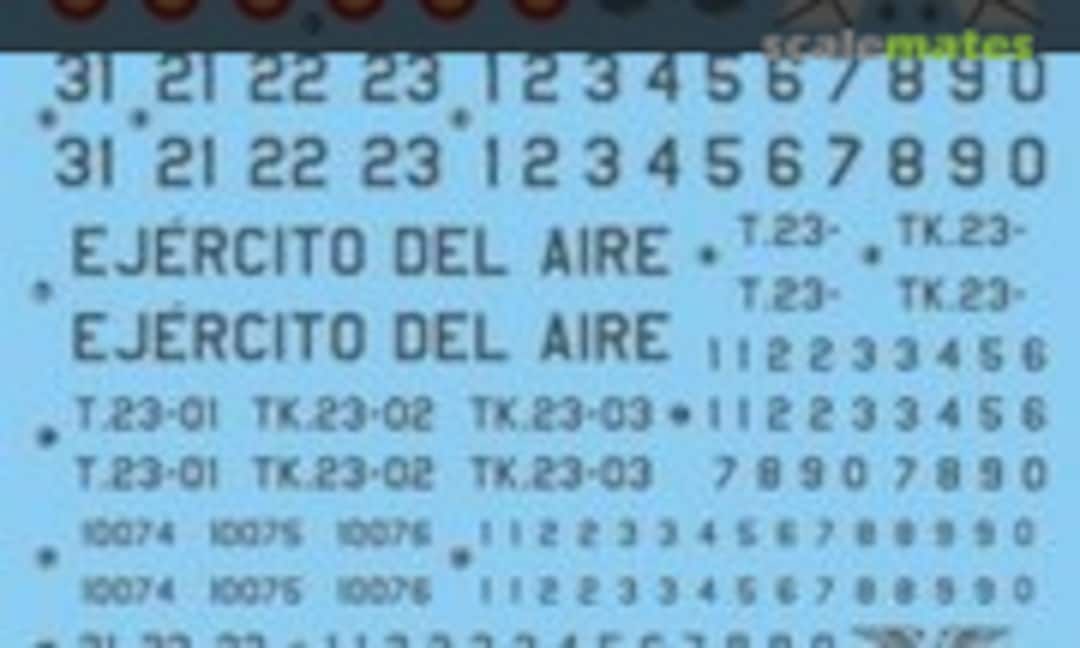 scalemates
31 21 22 23 1 2 3 4 5 6 7 8 9 0
31 21 22 23 1 2 3 4 5 6 7 8 9 0
EJÉRCITO DEL AIRE T.23- TK.23-
T.23- TK.23-
EJÉRCITO DEL AIRE 1 1 2 2 3 3 4 5 6
T.23-01 TK.23-02 TK.23-03 1 1 2 2 3 3 4 5 6
T.23-01 TK.23-02 TK.23-03 7 8 9 0 7 8 9 0
10074 10075 10076 1 1 2 2 3 3 4 5 6 7 8 8 9 9 0
10074 10075 10076 1 1 2 2 3 3 4 5 6 7 8 8 9 9 0